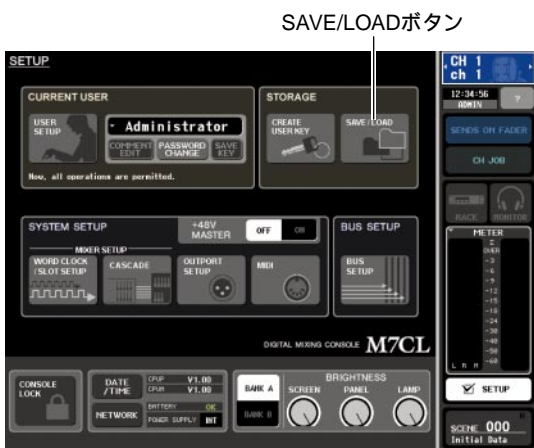 SAVE/LOADボタン
SETUP
CH 1
ch 1
12:34:56
ADMIN
?
CURRENT USER
STORAGE
USER
SETUP
Administrator
COMMENT
EDIT
PASSWORD
CHANGE
SAVE
KEY
Now, all operations are permitted.
CREATE
USER KEY
SAVE/LOAD
SENDS ON FADER
CH JOB
RACK
MONITOR
SYSTEM SETUP
+48V
MASTER
OFF
ON
BUS SETUP
MIXER SETUP
WORD CLOCK
/SLOT SETUP
CASCADE
OUTPORT
SETUP
MIDI
BUS
SETUP
METER
Σ
OVER
-3
-6
-9
-12
-15
-18
-24
-30
-40
-50
-60
L R M
DIGITAL MIXING CONSOLE M7CL
CONSOLE
LOCK
DATE
/TIME
CPUP V1.00
CPUM V1.00
NETWORK
BATTERY OK
POWER SUPPLY INT
BANK A
BANK B
BRIGHTNESS
SCREEN
PANEL
LAMP
SETUP
SCENE 000
R
Initial Data